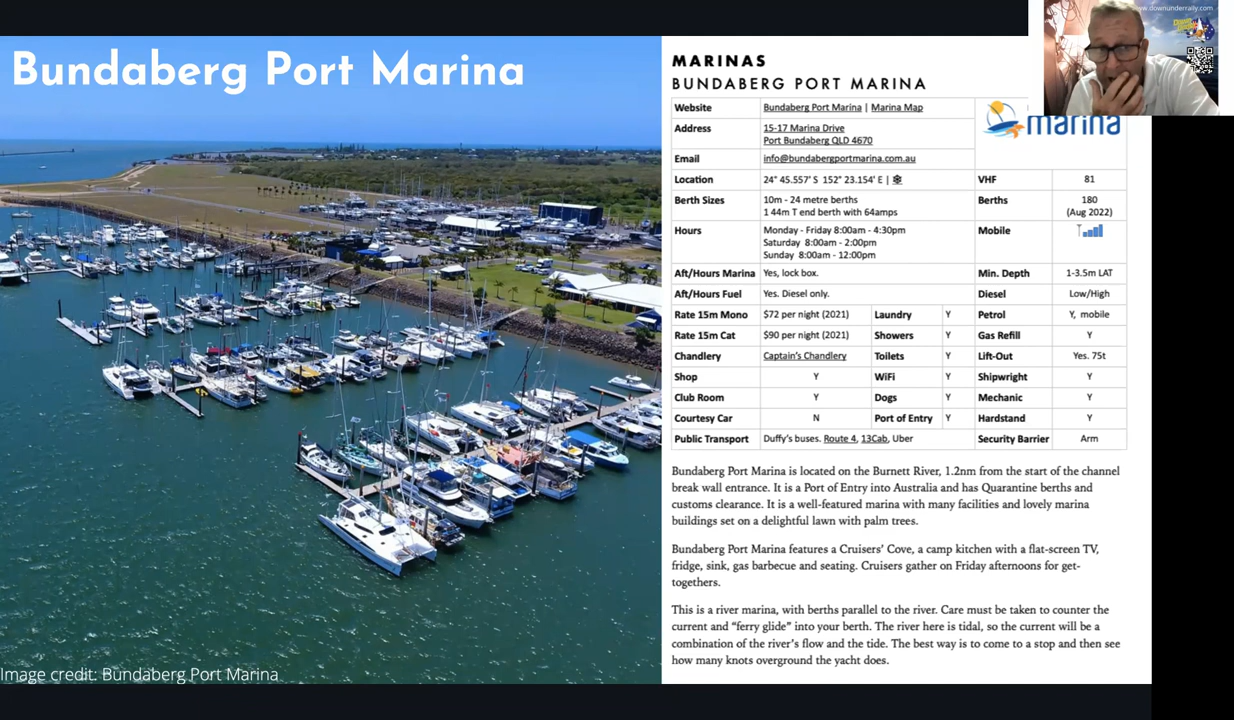 Bundaberg Port Marina
Image credit: Bundaberg Port Marina
MARINAS
BUNDABERG PORT MARINA
Website Bundaberg Port Marina | Marina Map
Address 15-17 Marina Drive
Port Bundaberg QLD 4670
Email info@bundabergportmarina.com.au
marina
Location 24° 45.557' S 152° 23.154' E | VHF 81
Berth Sizes 10m - 24 metre berths Berths 180
1 44m T end berth with 64amps (Aug 2022)
Hours Monday - Friday 8:00am - 4:30pm Mobile
Saturday 8:00am - 2:00pm
Sunday 8:00am - 12:00pm
Aft/Hours Marina Yes, lock box. Min. Depth 1-3.5m LAT
Aft/Hours Fuel Yes. Diesel only. Diesel Low/High
Rate 15m Mono $72 per night (2021) Laundry Y Petrol Y, mobile
Rate 15m Cat $90 per night (2021) Showers Y Gas Refill Y
Chandlery Captain's Chandlery Toilets Y Lift-Out Yes. 75t
Shop Y WiFi Y Shipwright Y
Club Room Y Dogs Y Mechanic Y
Courtesy Car N Port of Entry Y Hardstand Y
Public Transport Duffy's buses. Route 4, 13Cab, Uber Security Barrier Arm
Bundaberg Port Marina is located on the Burnett River, 1.2nm from the start of the channel
break wall entrance. It is a Port of Entry into Australia and has Quarantine berths and
customs clearance. It is a well-featured marina with many facilities and lovely marina
buildings set on a delightful lawn with palm trees.
Bundaberg Port Marina features a Cruisers' Cove, a camp kitchen with a flat-screen TV,
fridge, sink, gas barbecue and seating. Cruisers gather on Friday afternoons for get-
togethers.
This is a river marina, with berths parallel to the river. Care must be taken to counter the
current and “ferry glide” into your berth. The river here is tidal, so the current will be a
combination of the river's flow and the tide. The best way is to come to a stop and then see
how many knots overground the yacht does.
www.downunderrally.com